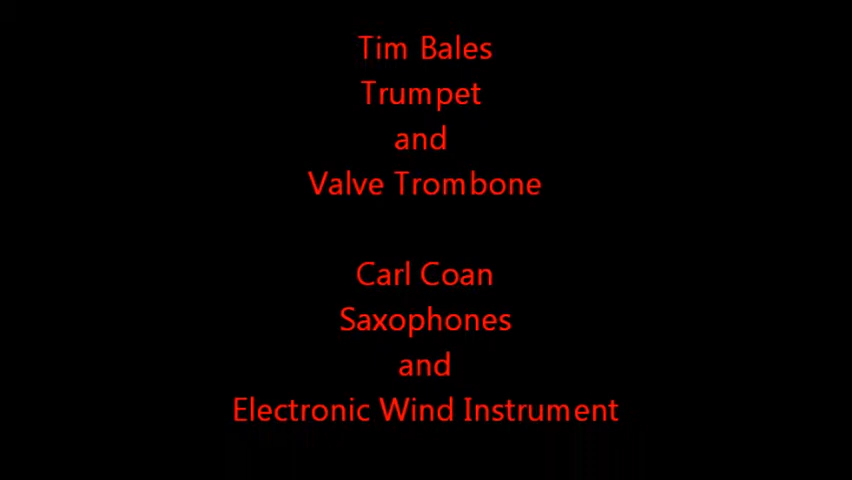 Tim Bales
Trumpet
and
Valve Trombone
Carl Coan
Saxophones
and
Electronic Wind Instrument